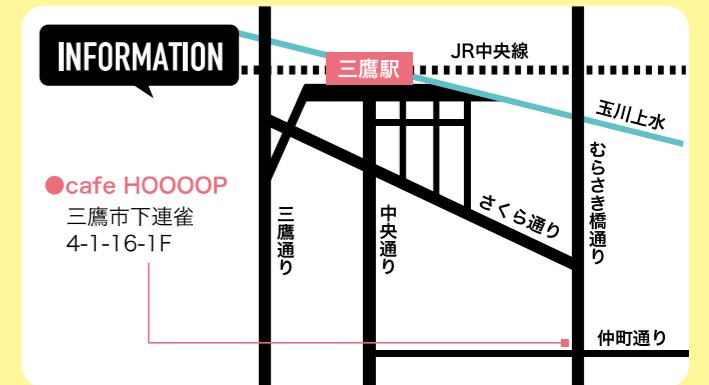 INFORMATION
JR中央線
三鷹駅
玉川上水
●cafe HOOOOP
三鷹市下連雀
4-1-16-1F
三鷹通り
中央通り
さくら通り
むらさき橋通り
仲町通り